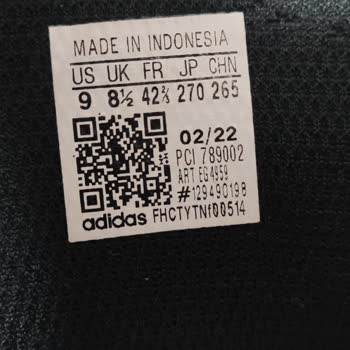 MADE IN INDONESIA
US UK FR JP CHN
9 8½ 42⅔ 270 265
02/22
PCI 789002
ART EG4959
#129490198
adidas FHCTYTNf00514